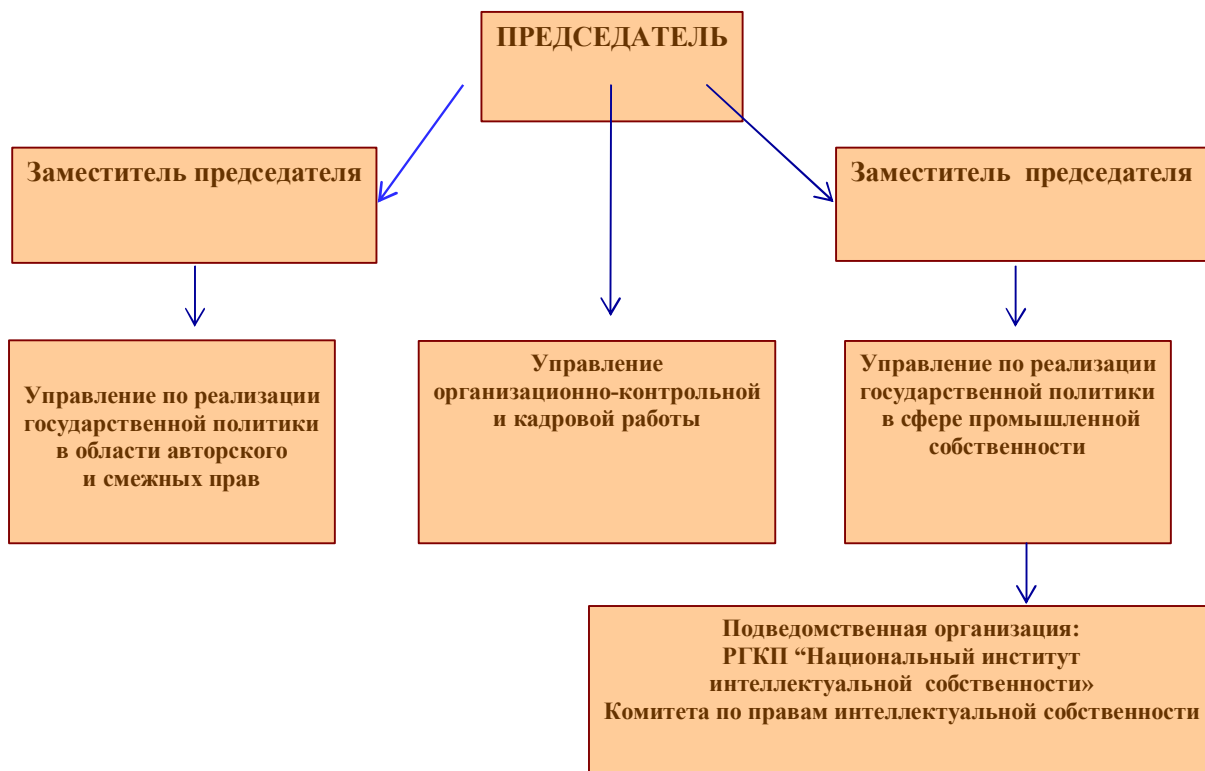 ПРЕДСЕДАТЕЛЬ
Заместитель председателя
Заместитель председателя
Управление по реализации
государственной политики
в области авторского
и смежных прав
Управление
организационно-контрольной
и кадровой работы
Управление по реализации
государственной политики
в сфере промышленной
собственности
Подведомственная организация:
РГКП “Национальный институт
интеллектуальной собственности»
Комитета по правам интеллектуальной собственности